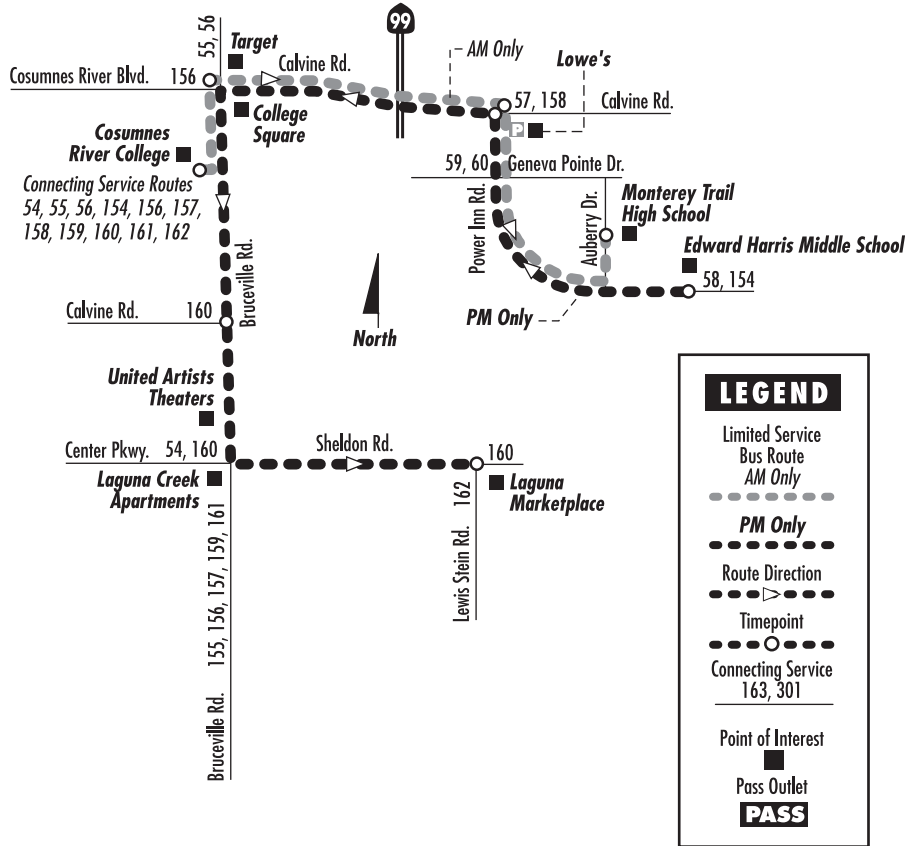 55, 56
Target
99
Calvine Rd.
AM Only
Lowe's
Cosumnes River Blvd.
156
57, 158
Calvine Rd.
College
Square
P
Cosumnes
River College
59, 60
Geneva Pointe Dr.
Connecting Service Routes
54, 55, 56, 154, 156, 157,
158, 159, 160, 161, 162
Power Inn Rd.
Auberry Dr.
Monterey Trail
High School
Edward Harris Middle School
58, 154
Bruceville Rd.
PM Only
Calvine Rd.
160
North
United Artists
Theaters
Center Pkwy.
54, 160
Sheldon Rd.
160
Laguna Creek
Apartments
Laguna
Marketplace
162
Lewis Stein Rd.
155, 156, 157, 159, 161
Bruceville Rd.
LEGEND
Limited Service
Bus Route
AM Only
PM Only
Route Direction
Timepoint
Connecting Service
163, 301
Point of Interest
Pass Outlet
PASS